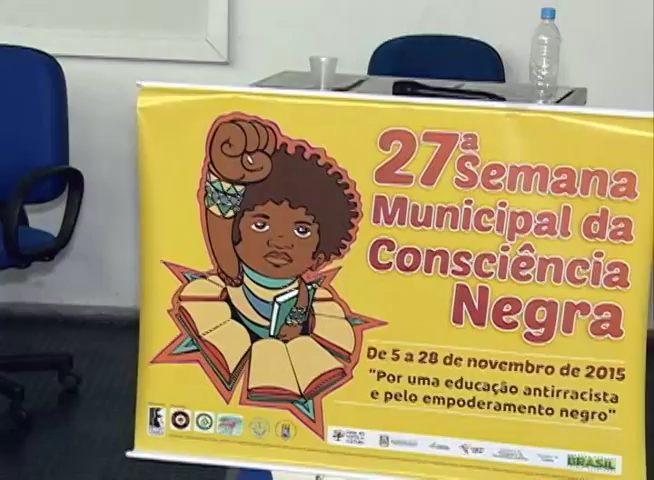 27ª Semana
Municipal da
Consciência
Negra
De 5 a 28 de novembro de 2015
"Por uma educação antirracista
e pelo empoderamento negro"
BRASIL